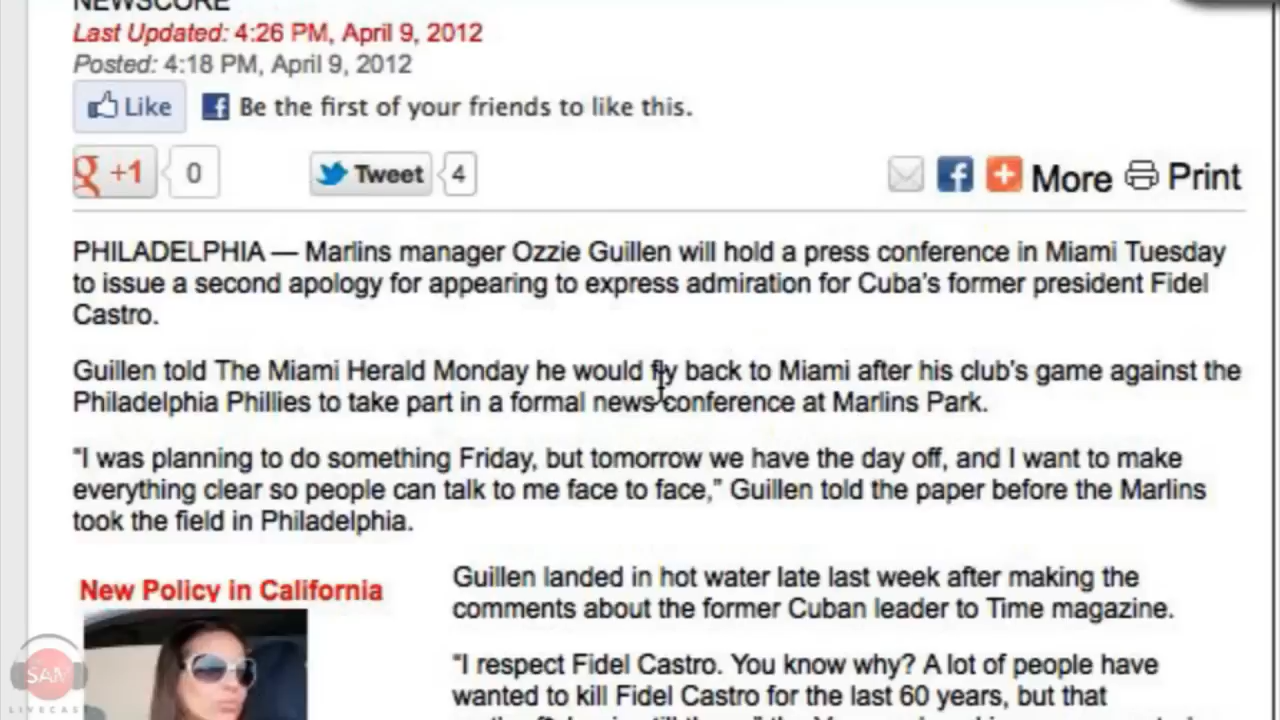 NEWSCORE
Last Updated: 4:26 PM, April 9, 2012
Posted: 4:18 PM, April 9, 2012
Like Be the first of your friends to like this.
+1 0 Tweet 4 More Print
PHILADELPHIA — Marlins manager Ozzie Guillen will hold a press conference in Miami Tuesday
to issue a second apology for appearing to express admiration for Cuba's former president Fidel
Castro.
Guillen told The Miami Herald Monday he would fly back to Miami after his club's game against the
Philadelphia Phillies to take part in a formal news conference at Marlins Park.
"I was planning to do something Friday, but tomorrow we have the day off, and I want to make
everything clear so people can talk to me face to face," Guillen told the paper before the Marlins
took the field in Philadelphia.
New Policy in California
Guillen landed in hot water late last week after making the
comments about the former Cuban leader to Time magazine.
"I respect Fidel Castro. You know why? A lot of people have
wanted to kill Fidel Castro for the last 60 years, but that
SAM
LIVECAST